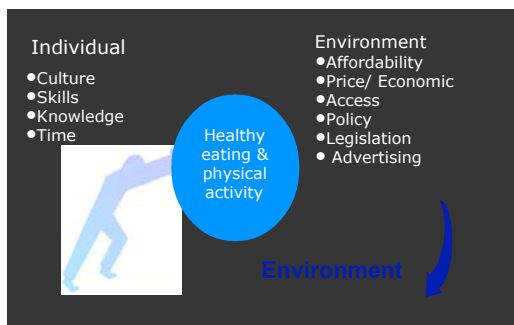 Individual
•Culture
•Skills
•Knowledge
•Time
Healthy
eating &
physical
activity
Environment
•Affordability
•Price/ Economic
•Access
•Policy
•Legislation
• Advertising
Environment